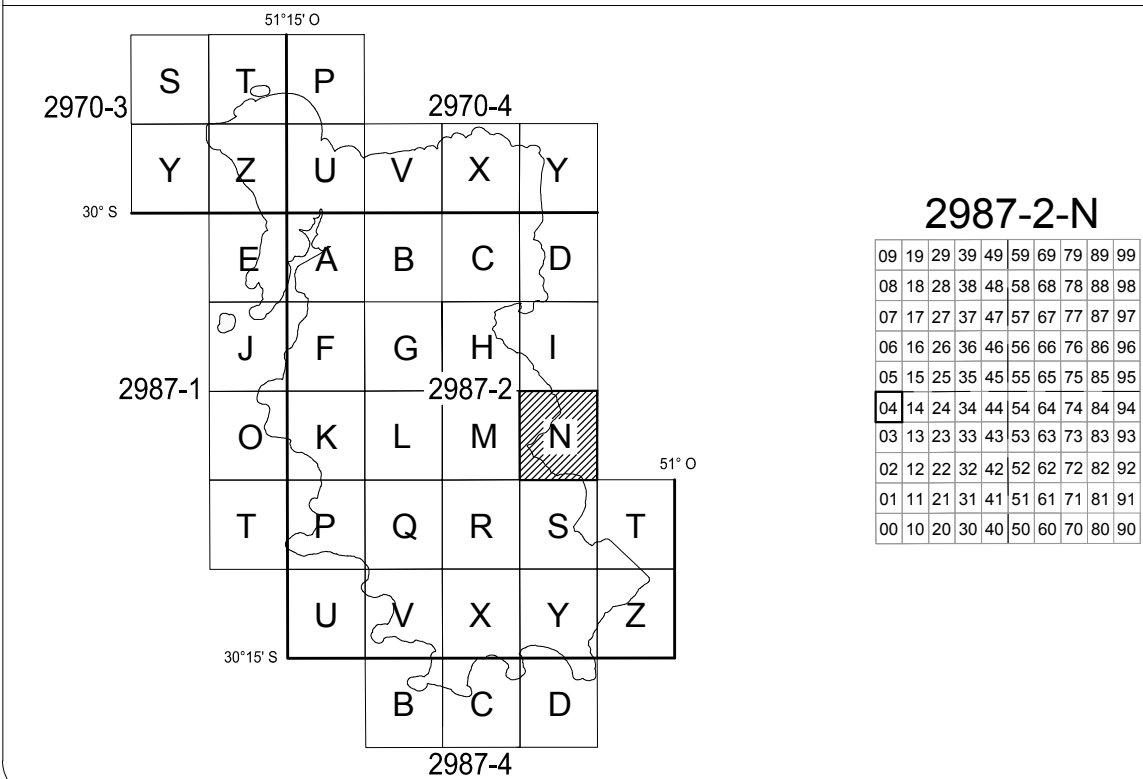 51°15' O
S T P
2970-3 2970-4
Y Z U V X Y
30° S
E A B C D
J F G H I
2987-1 2987-2
O K L M N
51° O
T P Q R S T
U V X Y Z
30°15' S
B C D
2987-4
2987-2-N
09 19 29 39 49 59 69 79 89 99
08 18 28 38 48 58 68 78 88 98
07 17 27 37 47 57 67 77 87 97
06 16 26 36 46 56 66 76 86 96
05 15 25 35 45 55 65 75 85 95
04 14 24 34 44 54 64 74 84 94
03 13 23 33 43 53 63 73 83 93
02 12 22 32 42 52 62 72 82 92
01 11 21 31 41 51 61 71 81 91
00 10 20 30 40 50 60 70 80 90